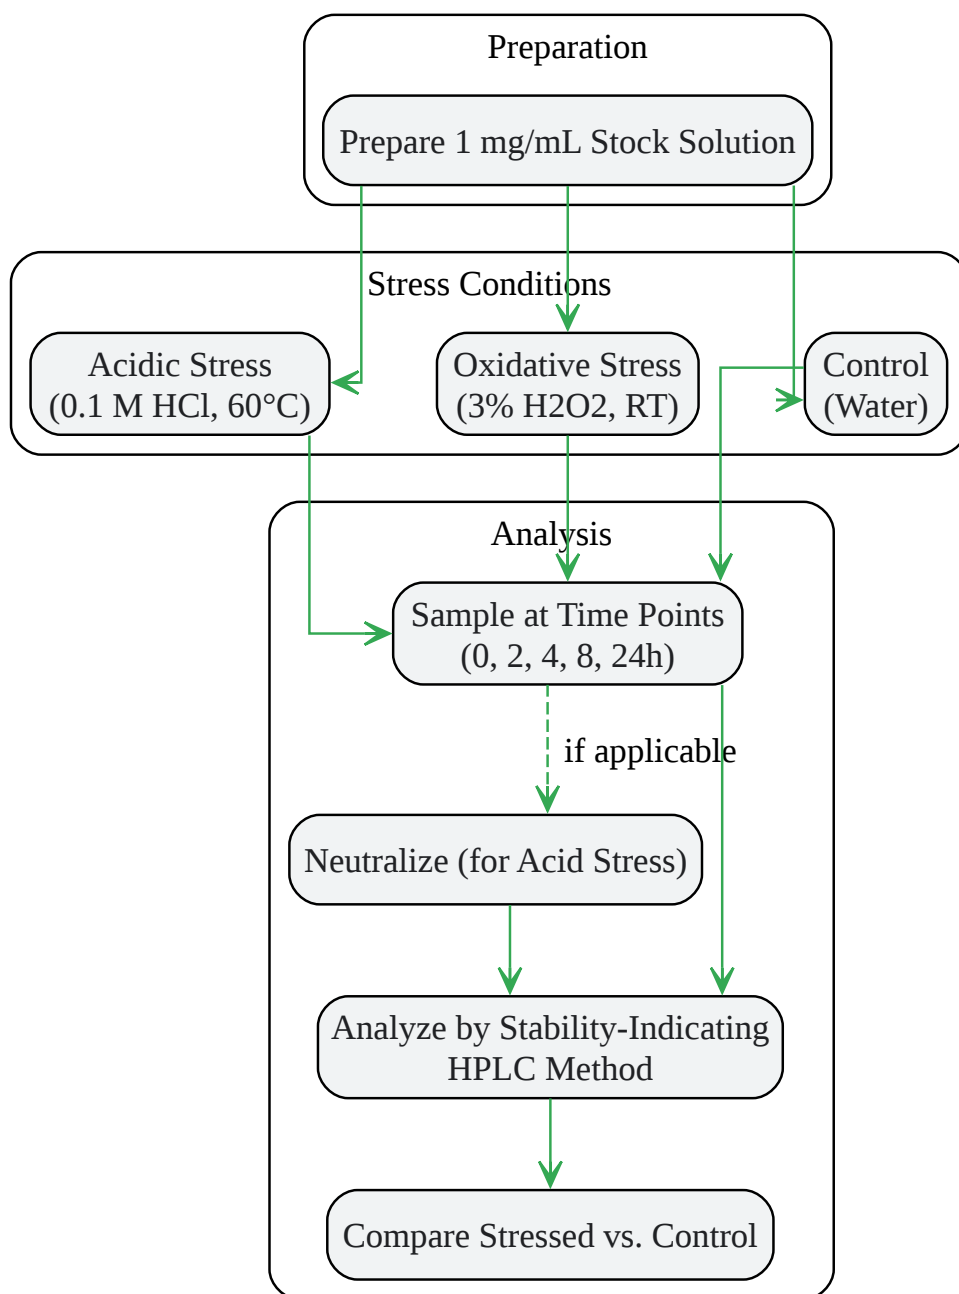 Preparation
Prepare 1 mg/mL Stock Solution
Stress Conditions
Acidic Stress
(0.1 M HCl, 60°C)
Oxidative Stress
(3% H2O2, RT)
Control
(Water)
Analysis
Sample at Time Points
(0, 2, 4, 8, 24h)
if applicable
Neutralize (for Acid Stress)
Analyze by Stability-Indicating
HPLC Method
Compare Stressed vs. Control